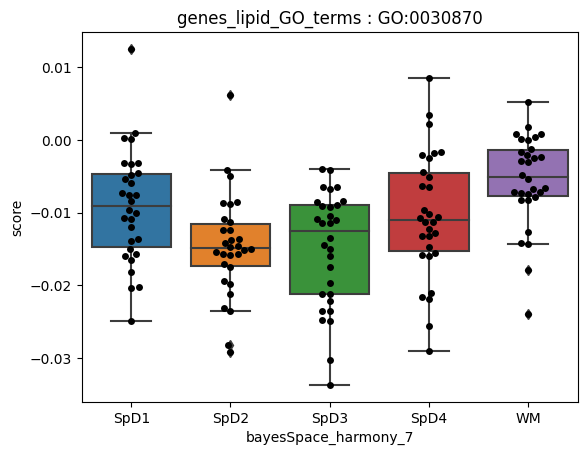 genes_lipid_GO_terms : GO:0030870
score
0.01
0.00
−0.01
−0.02
−0.03
SpD1 SpD2 SpD3 SpD4 WM
bayesSpace_harmony_7